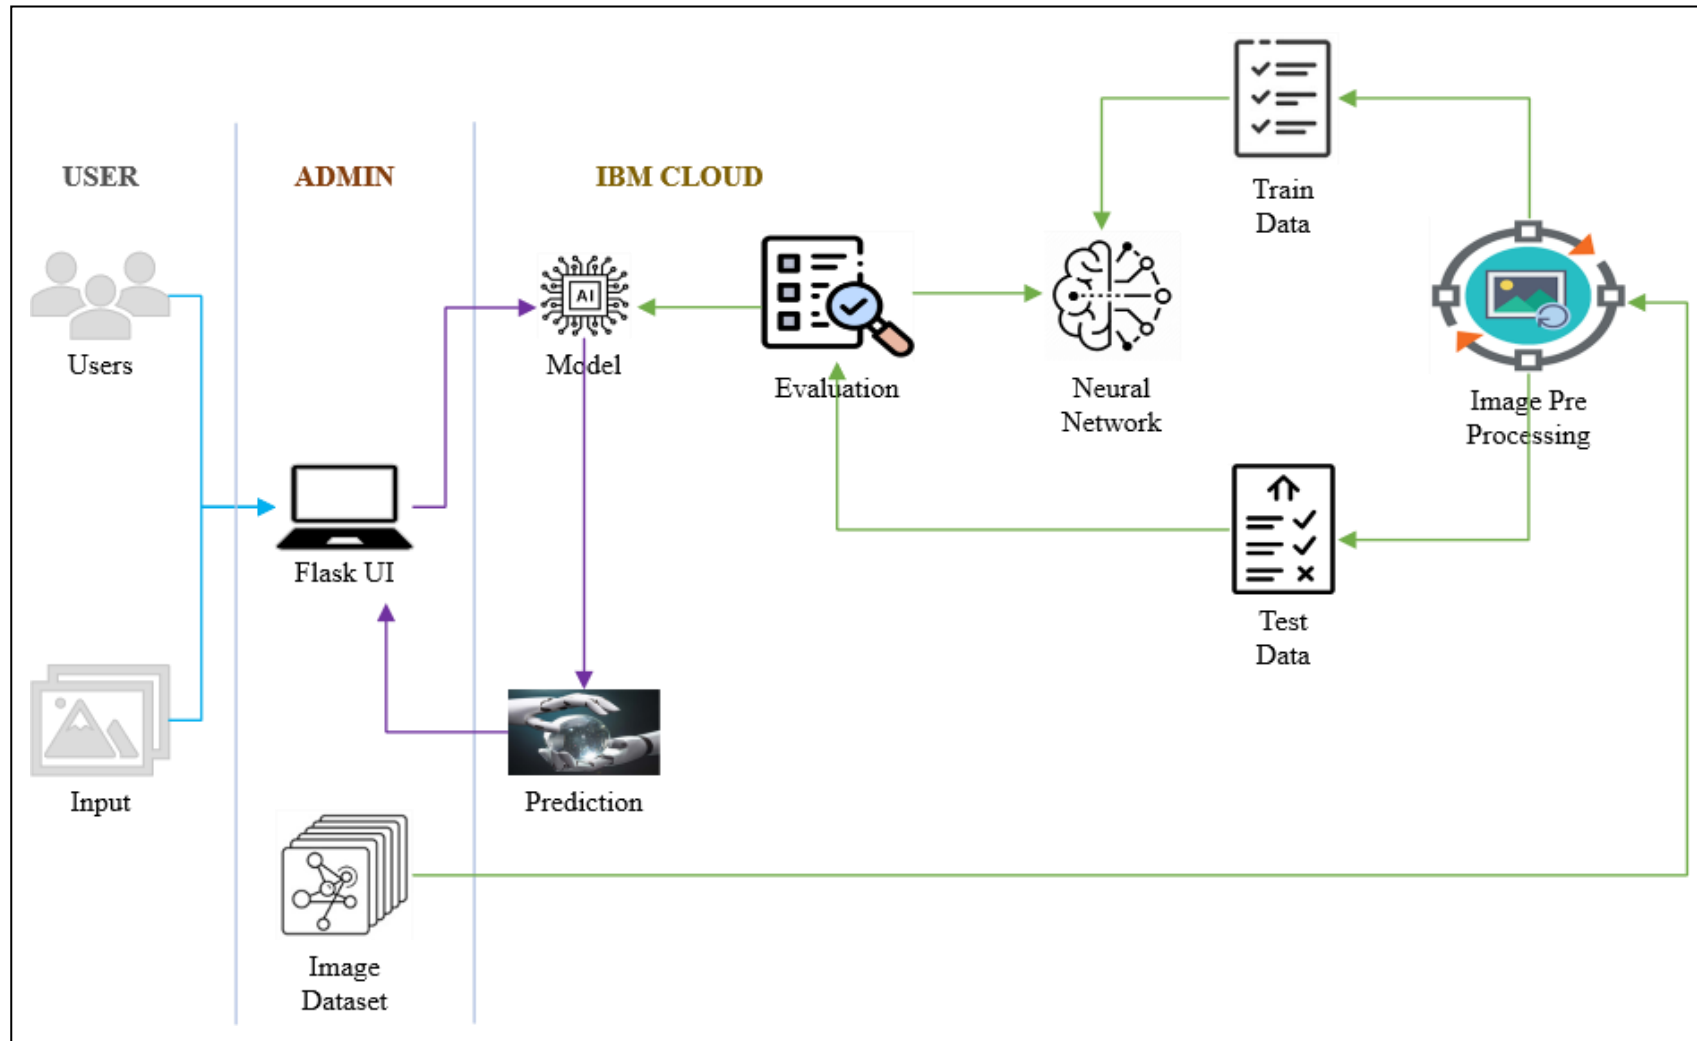 USER
ADMIN
IBM CLOUD
Train
Data
AI
Users
Model
Evaluation
Neural
Network
Image Pre
Processing
Flask UI
Test
Data
Input
Prediction
Image
Dataset